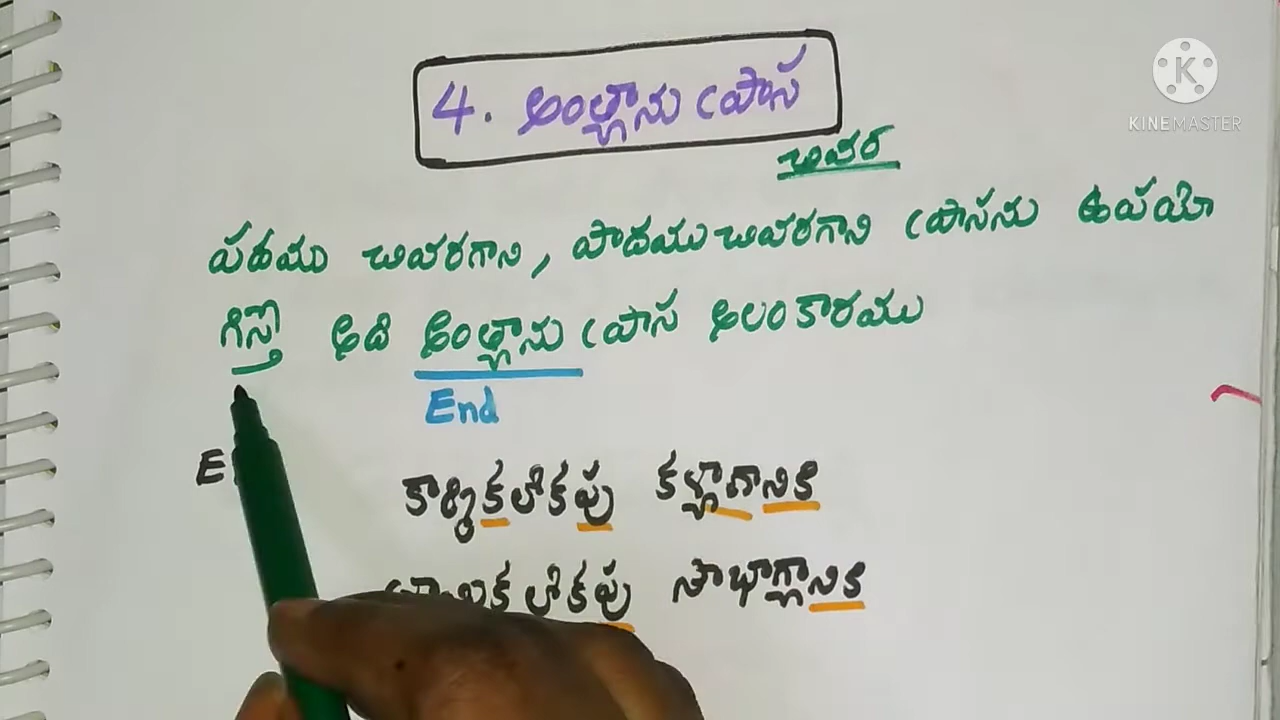 K
KINEMASTER
4. అంత్యాను ప్రాస
చివర
పదము చివరగాని, పాదము చివరగాని ప్రాసను ఉపయో
గిస్తే అది అంత్యాను ప్రాస అలంకారము
End
E
కార్మికలోకపు కళ్యాణానికి
లోకపు సౌభాగ్యానికి